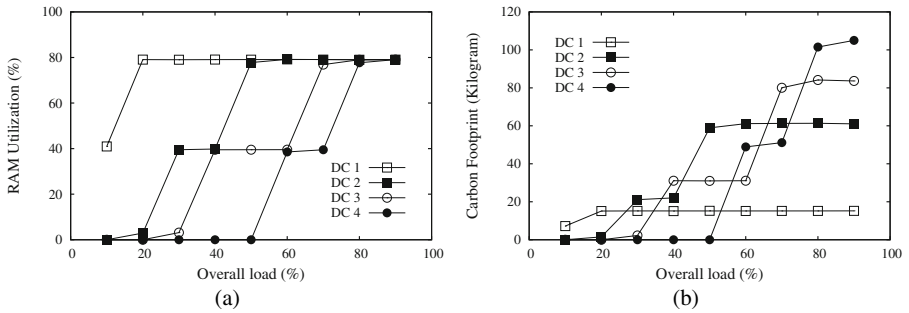 RAM Utilization (%)
100
80
60
40
20
0
0 20 40 60 80 100
Overall load (%)
DC 1
DC 2
DC 3
DC 4
(a)
Carbon Footprint (Kilogram)
120
100
80
60
40
20
0
0 20 40 60 80 100
Overall load (%)
DC 1
DC 2
DC 3
DC 4
(b)